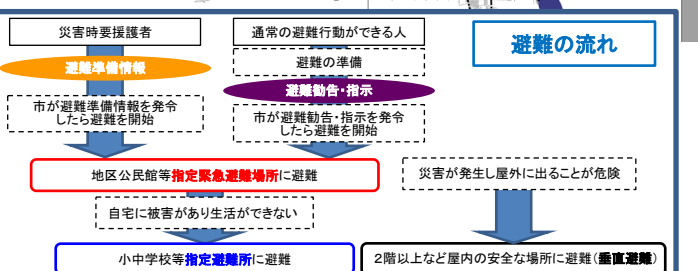 避難の流れ
災害時要援護者
通常の避難行動ができる人
避難準備情報
避難の準備
避難勧告・指示
市が避難準備情報を発令
したら避難を開始
市が避難勧告・指示を発令
したら避難を開始
地区公民館等指定緊急避難場所に避難
災害が発生し屋外に出ることが危険
自宅に被害があり生活ができない
小中学校等指定避難所に避難
2階以上など屋内の安全な場所に避難(垂直避難)